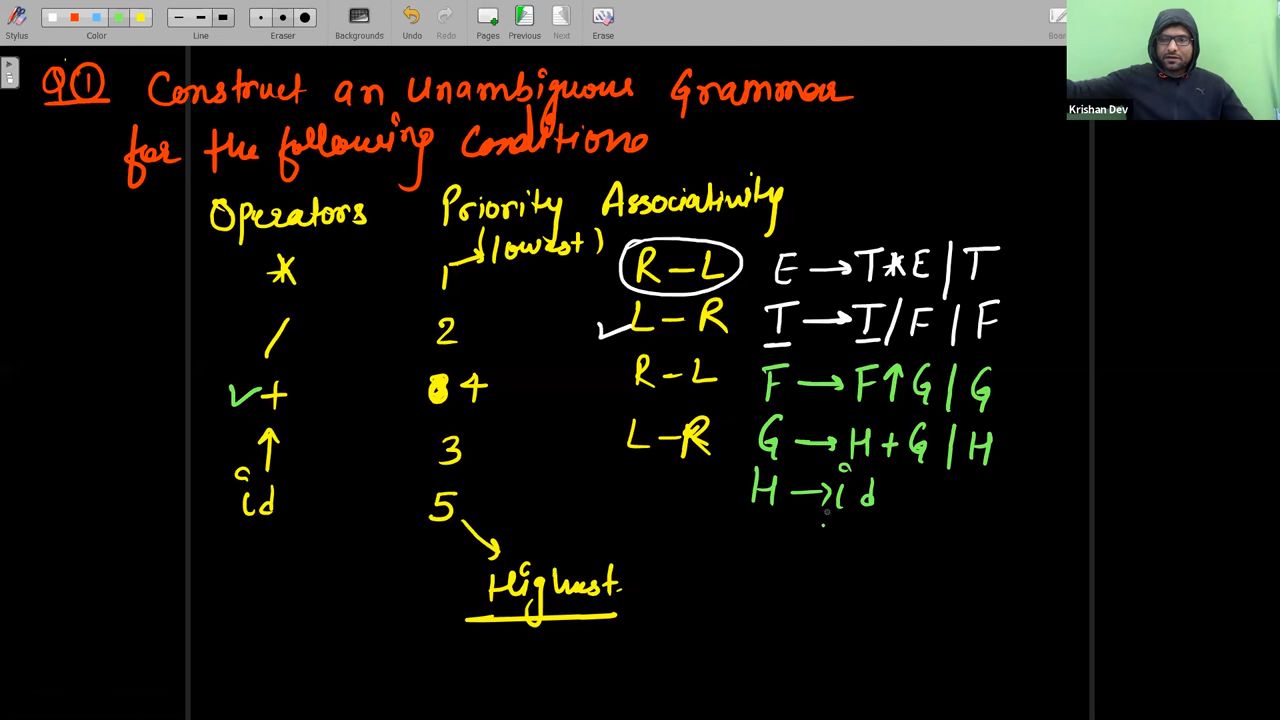 Stylus Color Line Eraser Backgrounds Undo Redo Pages Previous Next Erase Boar
Krishan Dev
Q① Construct an Unambiguous Grammar
for the following Conditions
Operators Priority Associativity
* 1 → (lowest) R-L E → T*E | T
/ 2 L-R T → T/F | F
✓+ 4 R-L F → F↑G | G
↑ 3 L-R G → H+G | H
id 5 H → id
Highest.